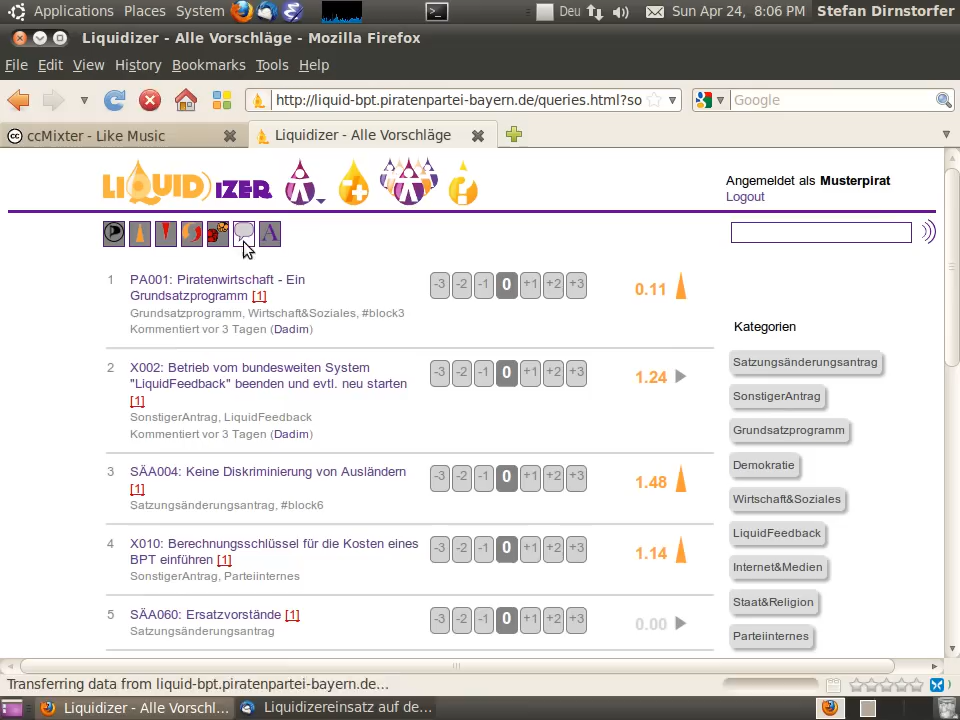 Applications Places System Deu Sun Apr 24, 8:06 PM Stefan Dirnstorfer
Liquidizer - Alle Vorschläge - Mozilla Firefox
File Edit View History Bookmarks Tools Help
http://liquid-bpt.piratenpartei-bayern.de/queries.html?so Google
cc ccMixter - Like Music Liquidizer - Alle Vorschläge
LIQUIDIZER
Angemeldet als Musterpirat
Logout
A
1 PA001: Piratenwirtschaft - Ein -3 -2 -1 0 +1 +2 +3 0.11
Grundsatzprogramm [1]
Grundsatzprogramm, Wirtschaft&Soziales, #block3
Kommentiert vor 3 Tagen (Dadim)
2 X002: Betrieb vom bundesweiten System -3 -2 -1 0 +1 +2 +3 1.24
"LiquidFeedback" beenden und evtl. neu starten
[1]
SonstigerAntrag, LiquidFeedback
Kommentiert vor 3 Tagen (Dadim)
3 SÄA004: Keine Diskriminierung von Ausländern -3 -2 -1 0 +1 +2 +3 1.48
[1]
Satzungsänderungsantrag, #block6
4 X010: Berechnungsschlüssel für die Kosten eines -3 -2 -1 0 +1 +2 +3 1.14
BPT einführen [1]
SonstigerAntrag, Parteiinternes
5 SÄA060: Ersatzvorstände [1] -3 -2 -1 0 +1 +2 +3 0.00
Satzungsänderungsantrag
Kategorien
Satzungsänderungsantrag
SonstigerAntrag
Grundsatzprogramm
Demokratie
Wirtschaft&Soziales
LiquidFeedback
Internet&Medien
Staat&Religion
Parteiinternes
Transferring data from liquid-bpt.piratenpartei-bayern.de...
Liquidizer - Alle Vorschl... Liquidizereinsatz auf de...